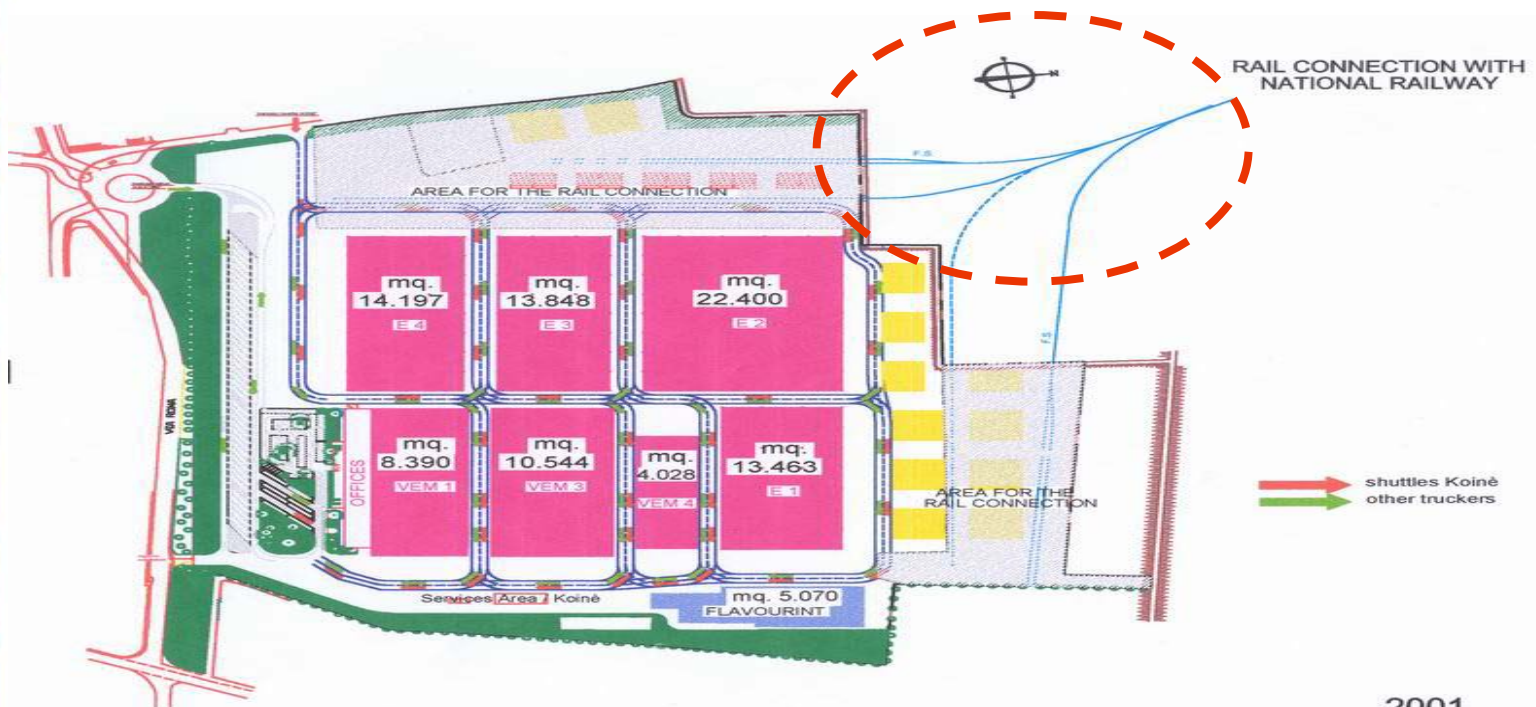 RAIL CONNECTION WITH
NATIONAL RAILWAY
N
F.S.
AREA FOR THE RAIL CONNECTION
mq.
14.197
E 4
mq.
13.848
E 3
mq.
22.400
E 2
F.S.
VIA ROMA
OFFICES
mq.
8.390
VEM 1
mq.
10.544
VEM 3
mq.
4.028
VEM 4
mq.
13.463
E 1
AREA FOR THE
RAIL CONNECTION
shuttles Koinè
other truckers
Services Area / Koinè
mq. 5.070
FLAVOURINT
2001